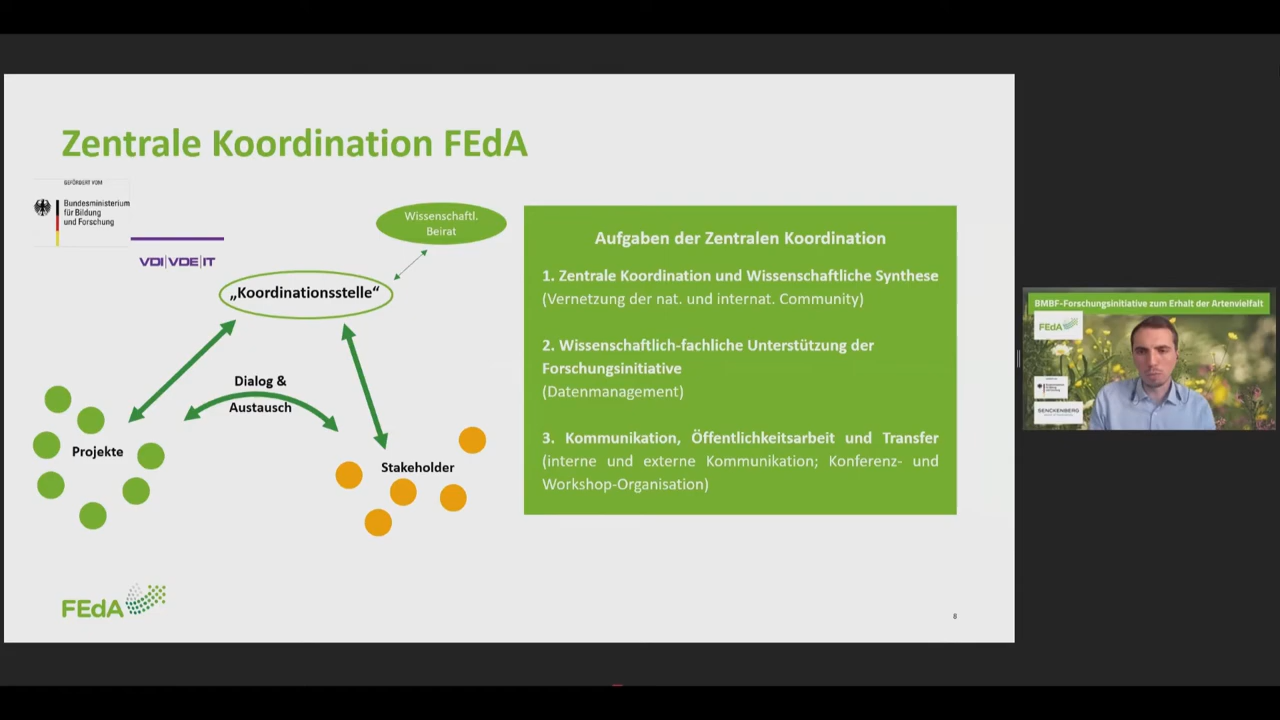 Zentrale Koordination FEdA
GEFÖRDERT VOM
Bundesministerium
für Bildung
und Forschung
VDI|VDE|IT
Wissenschaftl.
Beirat
„Koordinationsstelle“
Dialog &
Austausch
Projekte
Stakeholder
Aufgaben der Zentralen Koordination
1. Zentrale Koordination und Wissenschaftliche Synthese
(Vernetzung der nat. und internat. Community)
2. Wissenschaftlich-fachliche Unterstützung der
Forschungsinitiative
(Datenmanagement)
3. Kommunikation, Öffentlichkeitsarbeit und Transfer
(interne und externe Kommunikation; Konferenz- und
Workshop-Organisation)
FEdA
8
BMBF-Forschungsinitiative zum Erhalt der Artenvielfalt
FEdA
SENCKENBERG